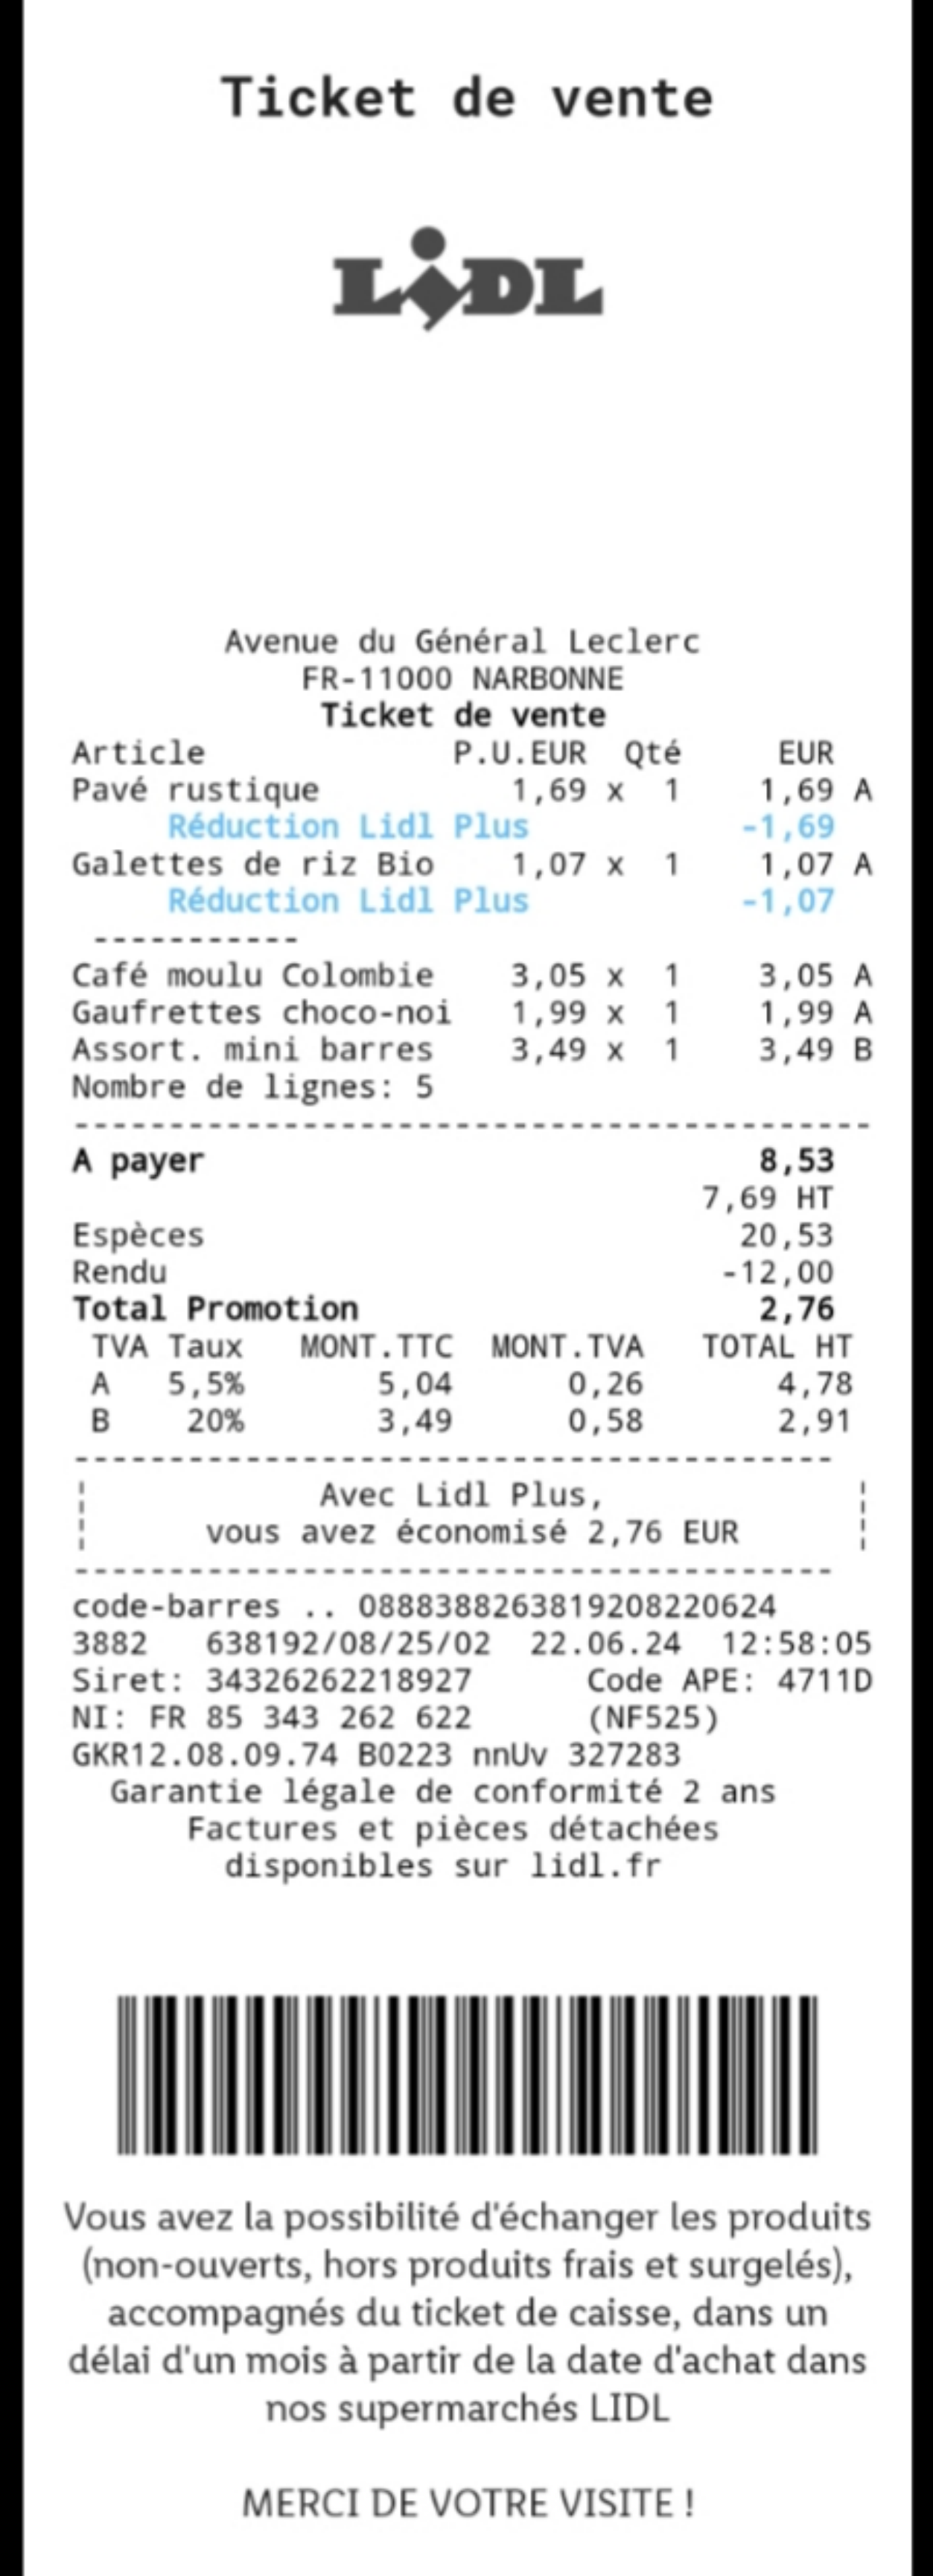 Ticket de vente
LiDL
Avenue du Général Leclerc
FR-11000 NARBONNE
Ticket de vente
Article P.U.EUR Qté EUR
Pavé rustique 1,69 x 1 1,69 A
Réduction Lidl Plus -1,69
Galettes de riz Bio 1,07 x 1 1,07 A
Réduction Lidl Plus -1,07
-----------
Café moulu Colombie 3,05 x 1 3,05 A
Gaufrettes choco-noi 1,99 x 1 1,99 A
Assort. mini barres 3,49 x 1 3,49 B
Nombre de lignes: 5
------------------------------------------
A payer 8,53
7,69 HT
Espèces 20,53
Rendu -12,00
Total Promotion 2,76
TVA Taux MONT.TTC MONT.TVA TOTAL HT
A 5,5% 5,04 0,26 4,78
B 20% 3,49 0,58 2,91
----------------------------------------
¦ Avec Lidl Plus, ¦
¦ vous avez économisé 2,76 EUR ¦
----------------------------------------
code-barres .. 0888388263819208220624
3882 638192/08/25/02 22.06.24 12:58:05
Siret: 34326262218927 Code APE: 4711D
NI: FR 85 343 262 622 (NF525)
GKR12.08.09.74 B0223 nnUv 327283
Garantie légale de conformité 2 ans
Factures et pièces détachées
disponibles sur lidl.fr
Vous avez la possibilité d'échanger les produits
(non-ouverts, hors produits frais et surgelés),
accompagnés du ticket de caisse, dans un
délai d'un mois à partir de la date d'achat dans
nos supermarchés LIDL
MERCI DE VOTRE VISITE !